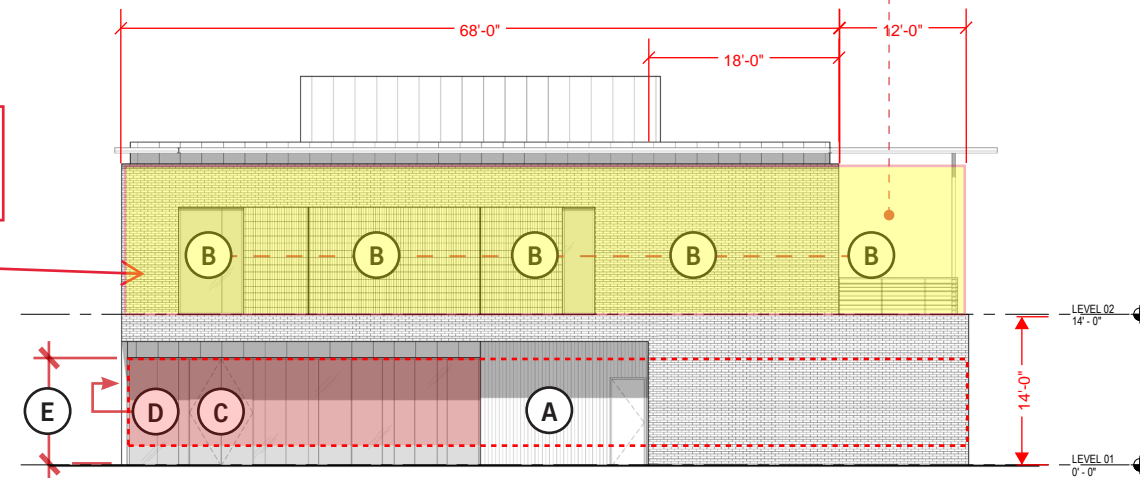 68'-0"
12'-0"
18'-0"
B B B B B
LEVEL 02
14' - 0"
E
D
C
A
14'-0"
LEVEL 01
0' - 0"